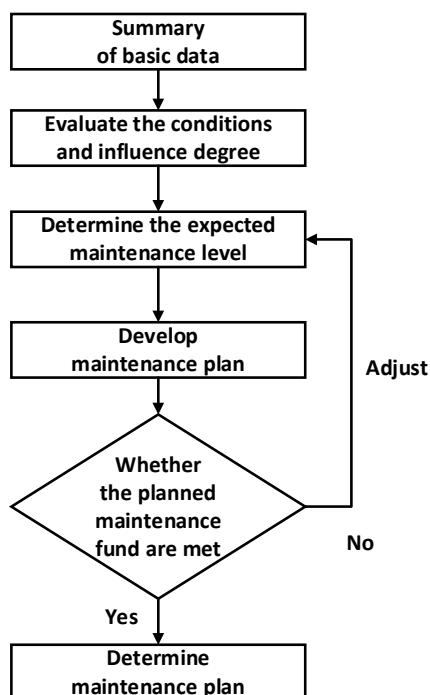 Summary
of basic data
Evaluate the conditions
and influence degree
Determine the expected
maintenance level
Develop
maintenance plan
Adjust
Whether
the planned
maintenance
fund are met
No
Yes
Determine
maintenance plan